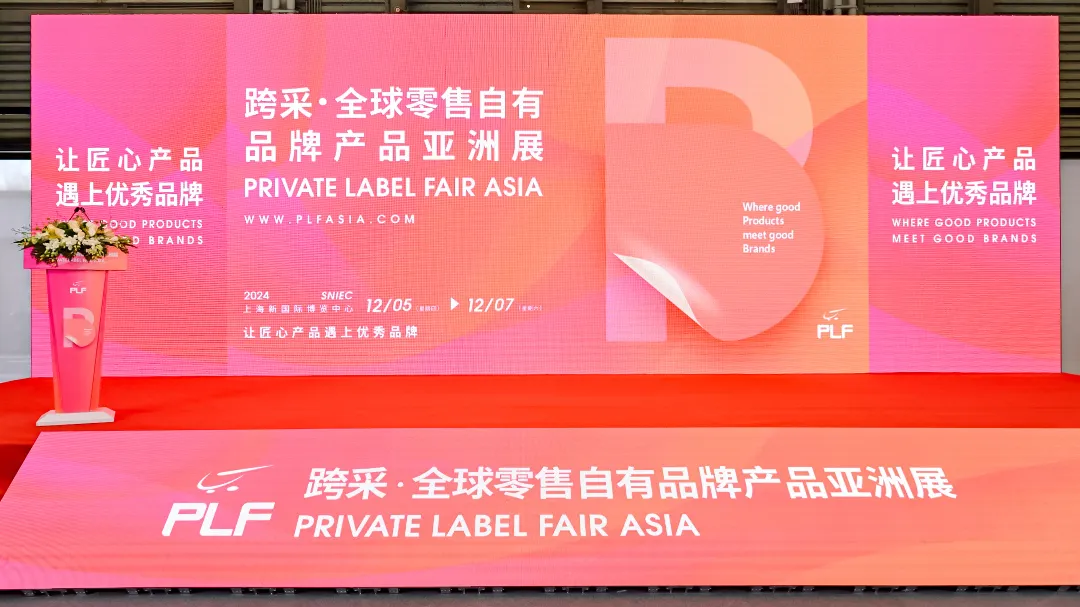 让匠心产品
遇上优秀品牌
GOOD PRODUCTS
D BRANDS
跨采·全球零售自有
品牌产品亚洲展
PRIVATE LABEL FAIR ASIA
WWW.PLFASIA.COM
2024 SNIEC
上海新国际博览中心 12/05 12/07
让匠心产品遇上优秀品牌
Where good
Products
meet good
Brands
PLF
让匠心产品
遇上优秀品牌
WHERE GOOD PRODUCTS
MEET GOOD BRANDS
PLF
PLF
跨采·全球零售自有品牌产品亚洲展
PRIVATE LABEL FAIR ASIA